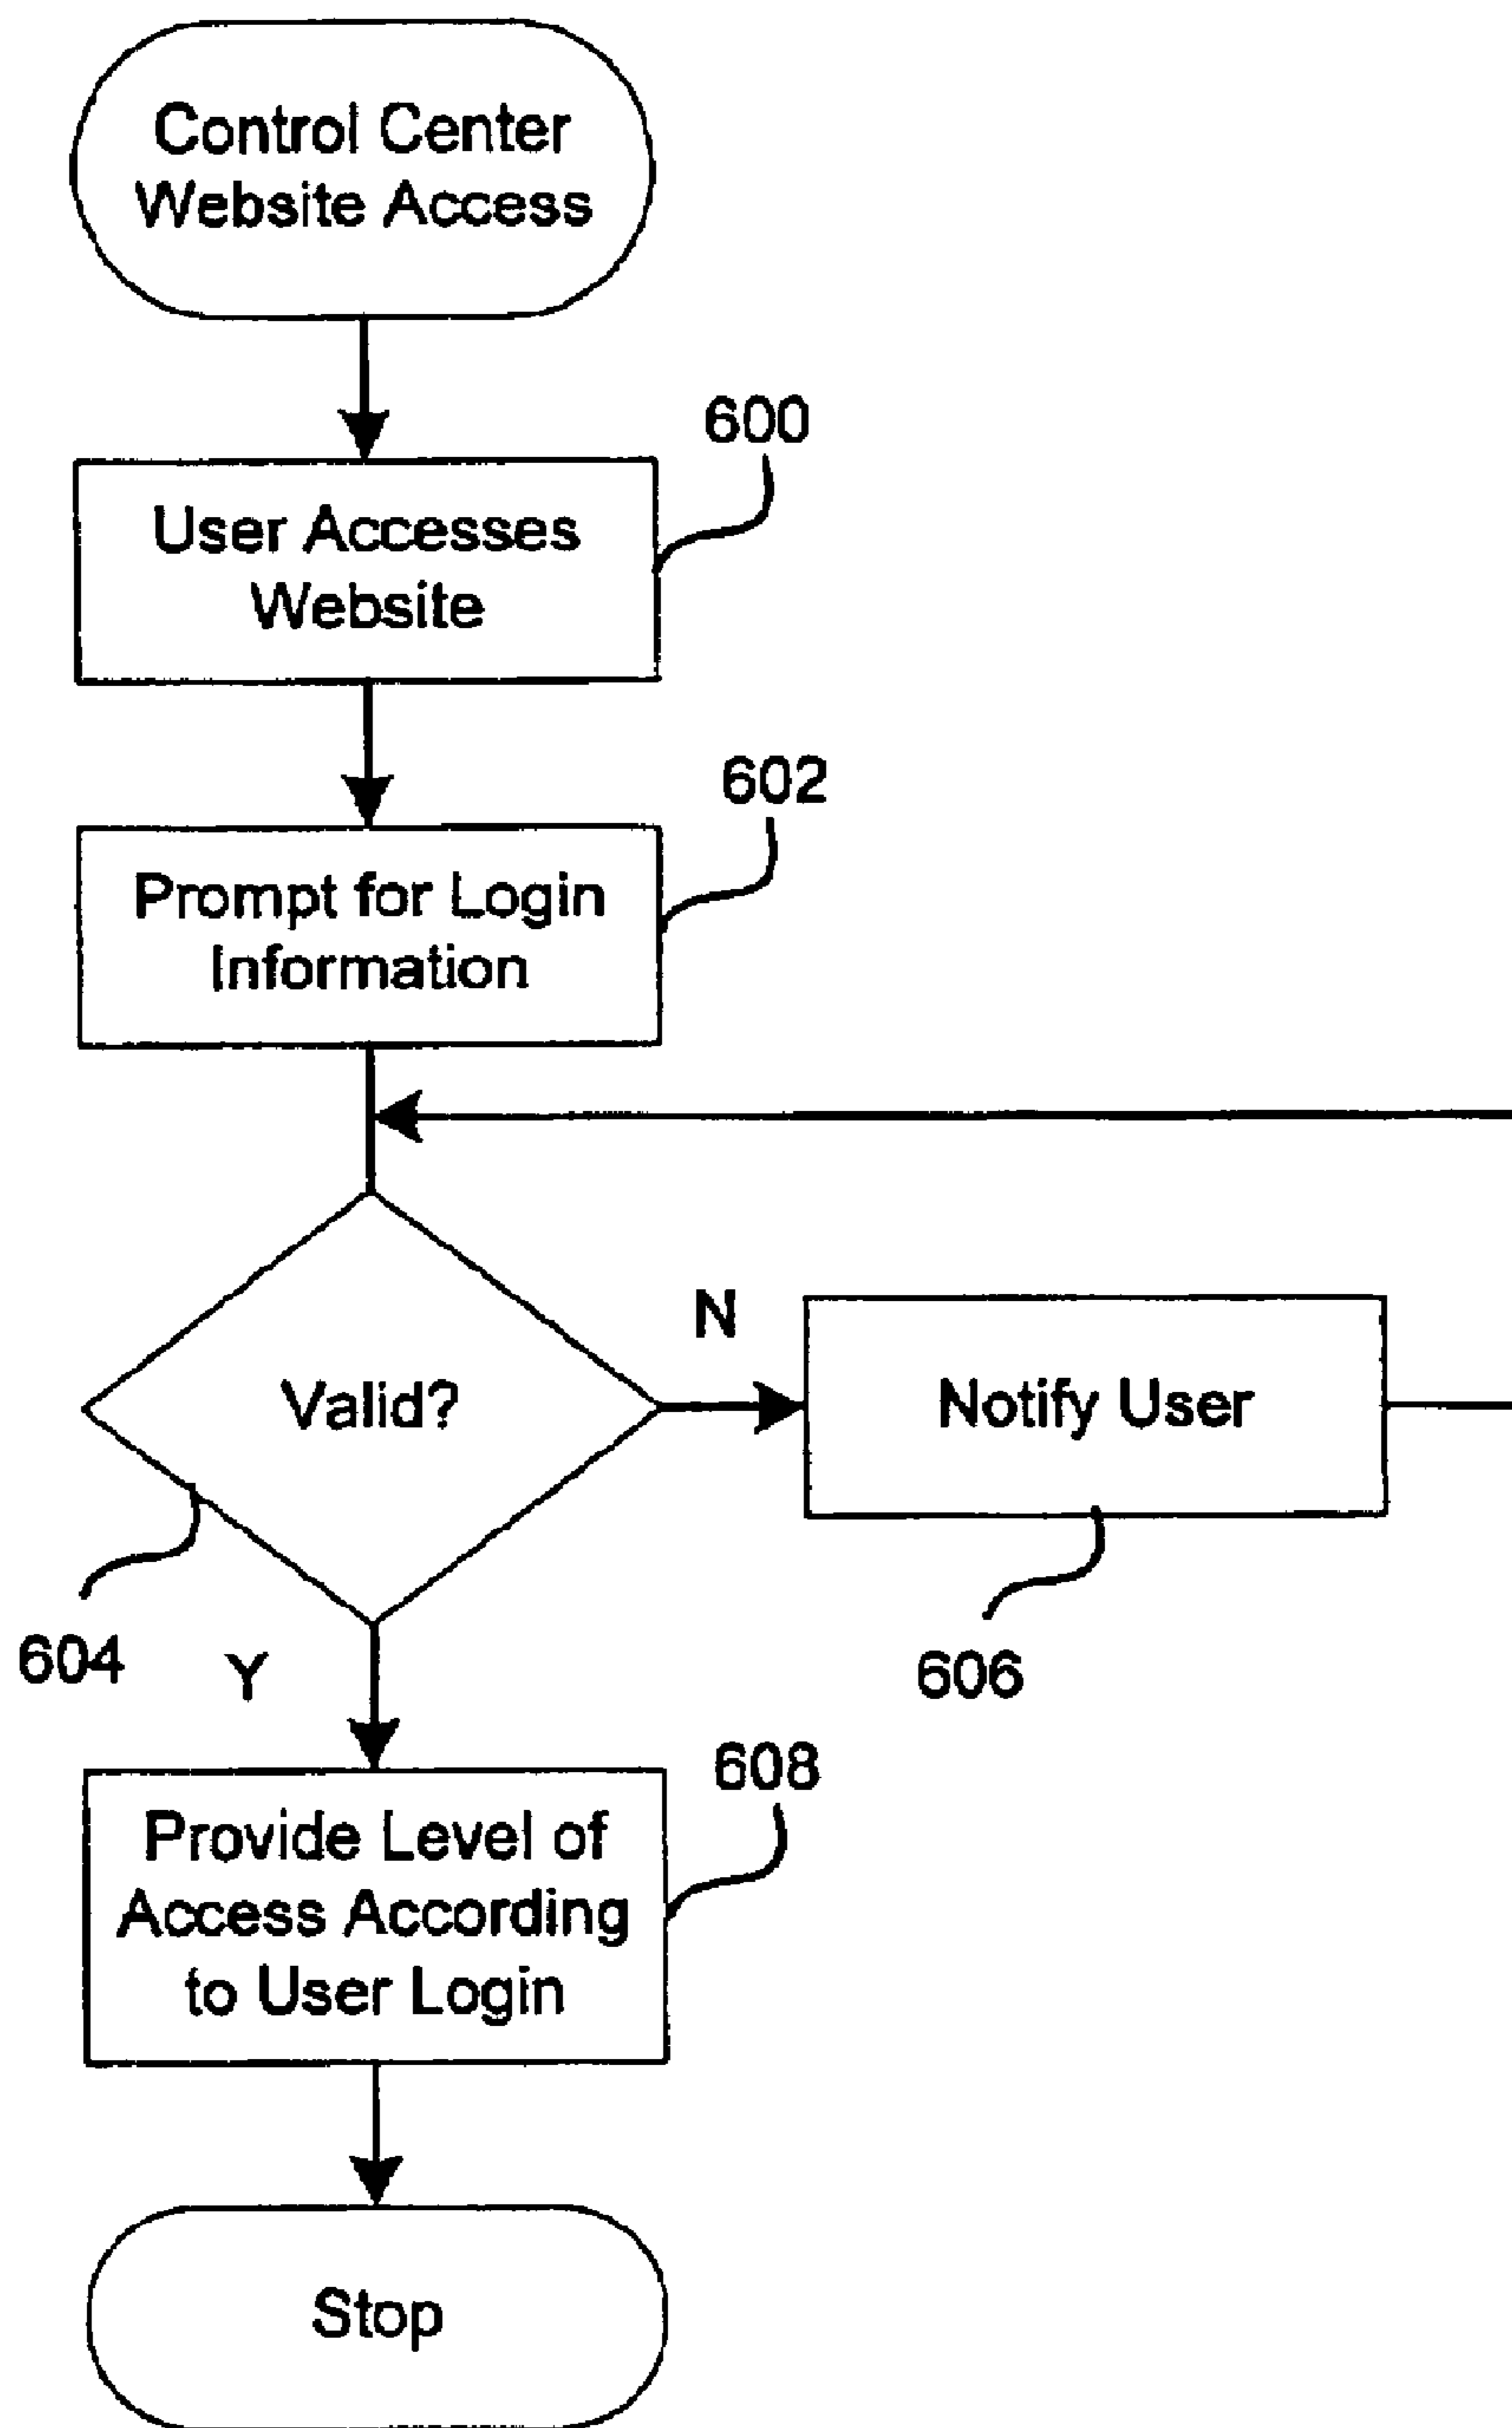 Control Center
Website Access
600
User Accesses
Website
602
Prompt for Login
Information
N
Valid?
Notify User
604
Y
606
608
Provide Level of
Access According
to User Login
Stop